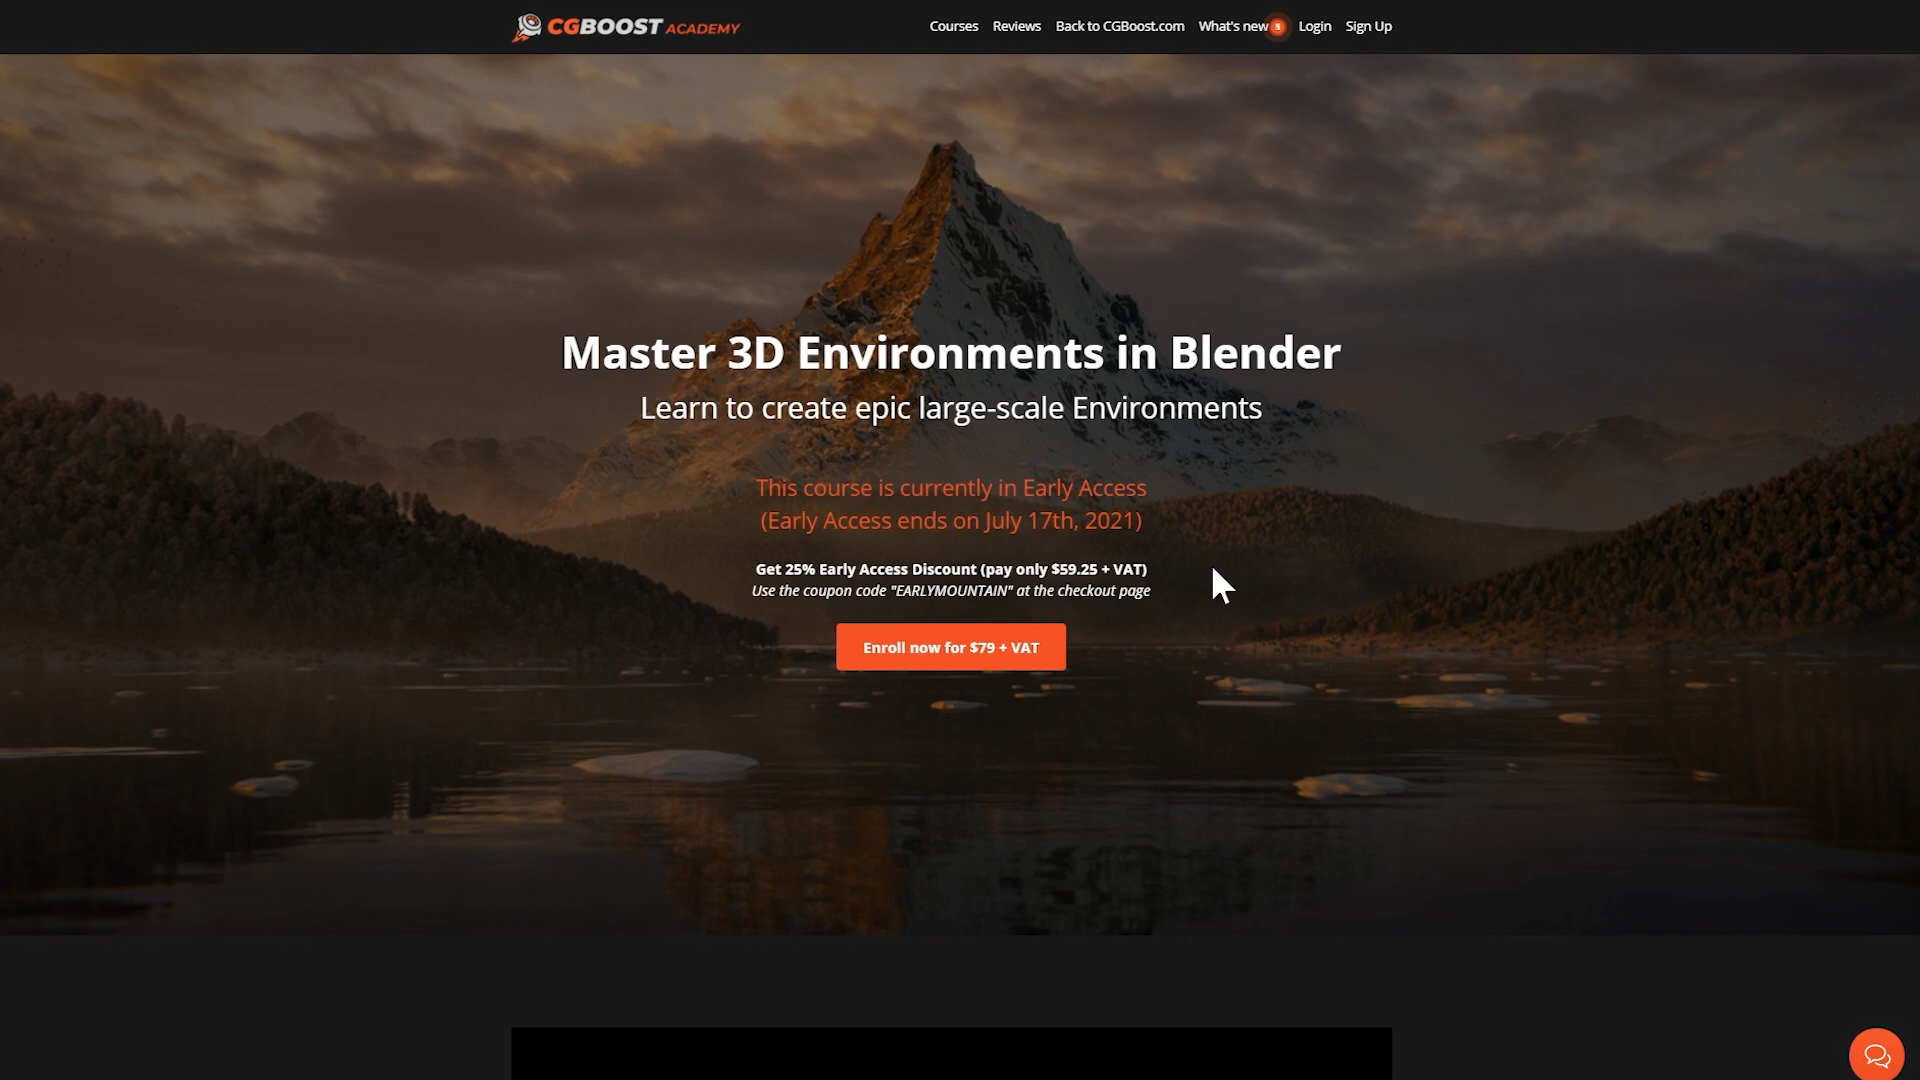 CGBOOST ACADEMY
Courses Reviews Back to CGBoost.com What's new 5 Login Sign Up
Master 3D Environments in Blender
Learn to create epic large-scale Environments
This course is currently in Early Access
(Early Access ends on July 17th, 2021)
Get 25% Early Access Discount (pay only $59.25 + VAT)
Use the coupon code "EARLYMOUNTAIN" at the checkout page
Enroll now for $79 + VAT